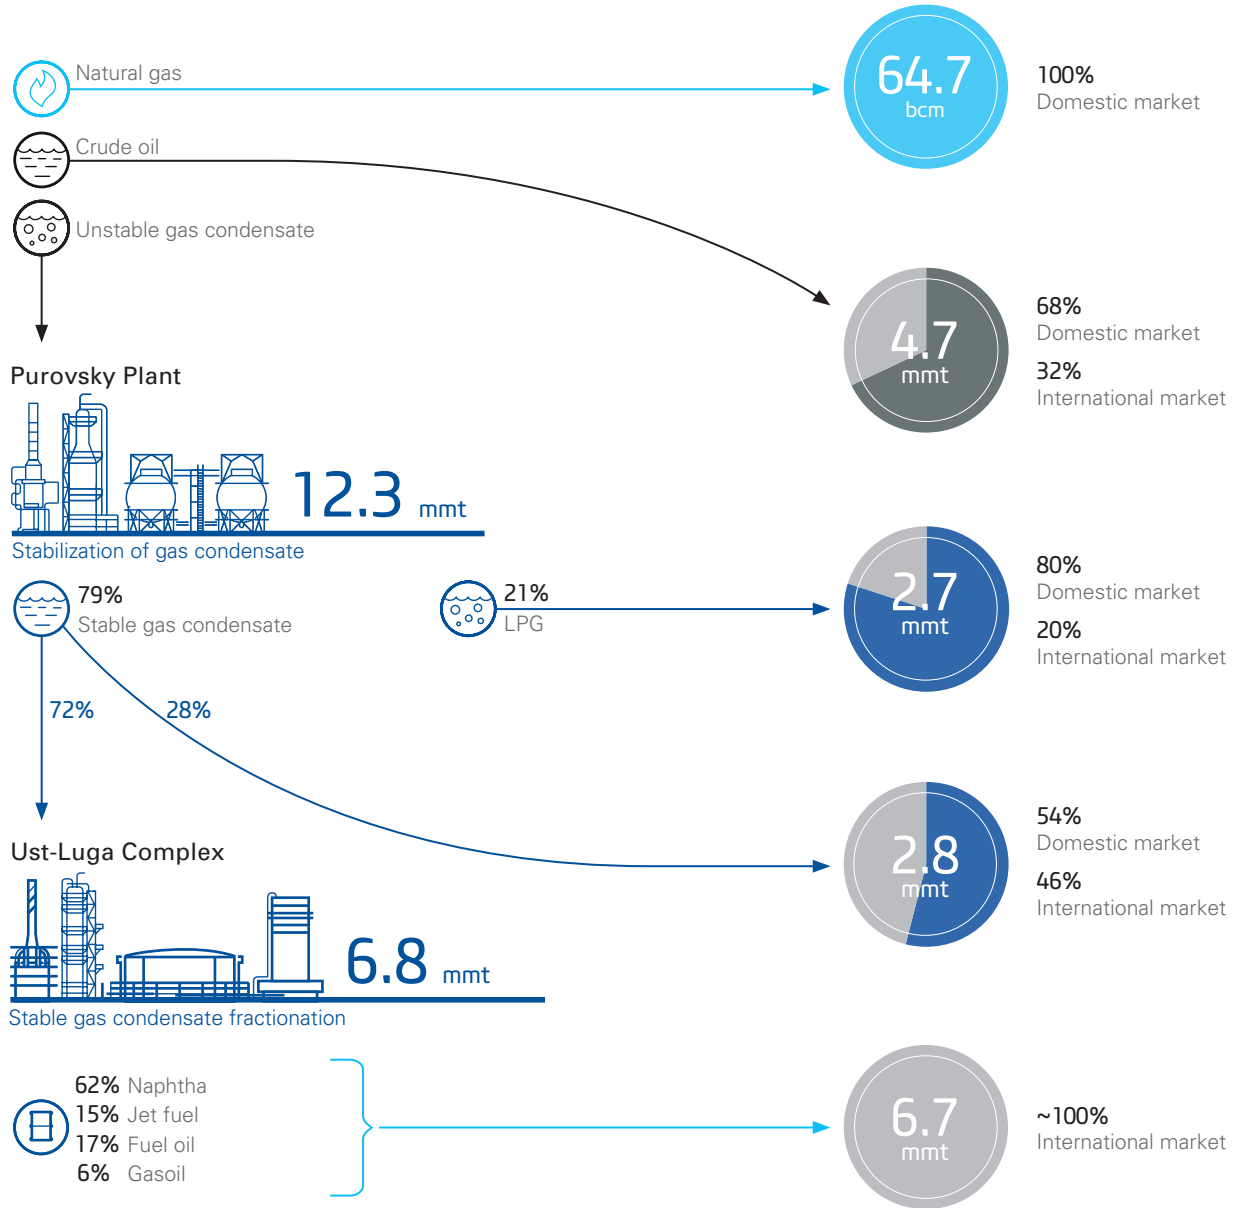 Natural gas
64.7
bcm
100%
Domestic market
Crude oil
Unstable gas condensate
4.7
mmt
68%
Domestic market
32%
International market
Purovsky Plant
12.3 mmt
Stabilization of gas condensate
79%
Stable gas condensate
21%
LPG
2.7
mmt
80%
Domestic market
20%
International market
72%
28%
2.8
mmt
54%
Domestic market
46%
International market
Ust-Luga Complex
6.8 mmt
Stable gas condensate fractionation
62% Naphtha
15% Jet fuel
17% Fuel oil
6% Gasoil
6.7
mmt
~100%
International market